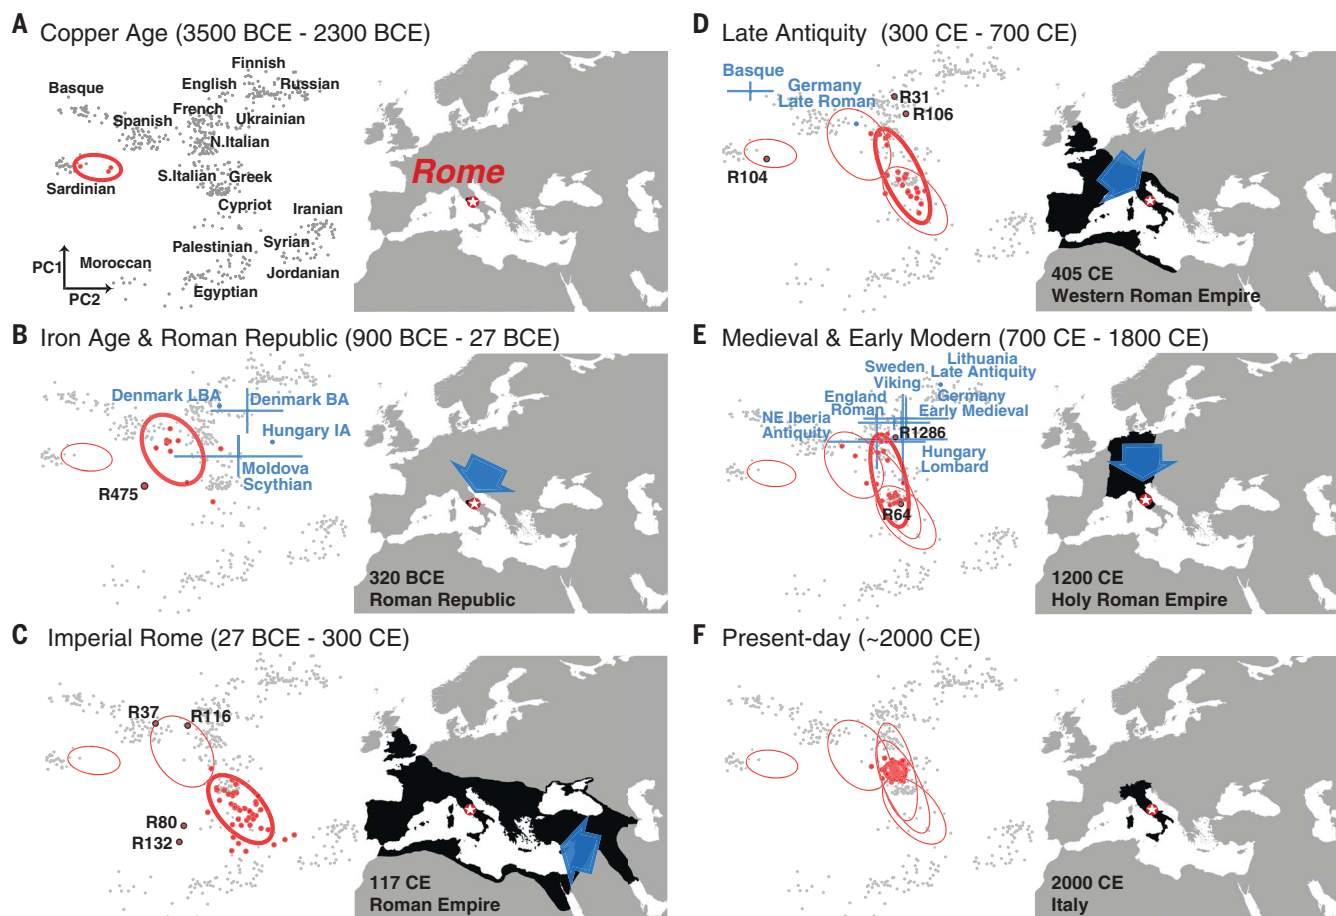 A Copper Age (3500 BCE - 2300 BCE)
Finnish
English
Russian
Basque
French
Spanish
Ukrainian
N.Italian
Rome
S.Italian
Greek
Sardinian
Cypriot
Iranian
Palestinian
Syrian
PC1
Moroccan
Jordanian
PC2
Egyptian
B Iron Age & Roman Republic (900 BCE - 27 BCE)
Denmark LBA
Denmark BA
Hungary IA
Moldova
Scythian
R475
320 BCE
Roman Republic
C Imperial Rome (27 BCE - 300 CE)
R37
R116
R80
R132
117 CE
Roman Empire
D Late Antiquity (300 CE - 700 CE)
Basque
Germany
Late Roman
R31
R106
R104
405 CE
Western Roman Empire
E Medieval & Early Modern (700 CE - 1800 CE)
Lithuania
Late Antiquity
Sweden
Viking
England
Roman
Germany
Early Medieval
NE Iberia
Antiquity
R1286
Hungary
Lombard
R64
1200 CE
Holy Roman Empire
F Present-day (~2000 CE)
2000 CE
Italy